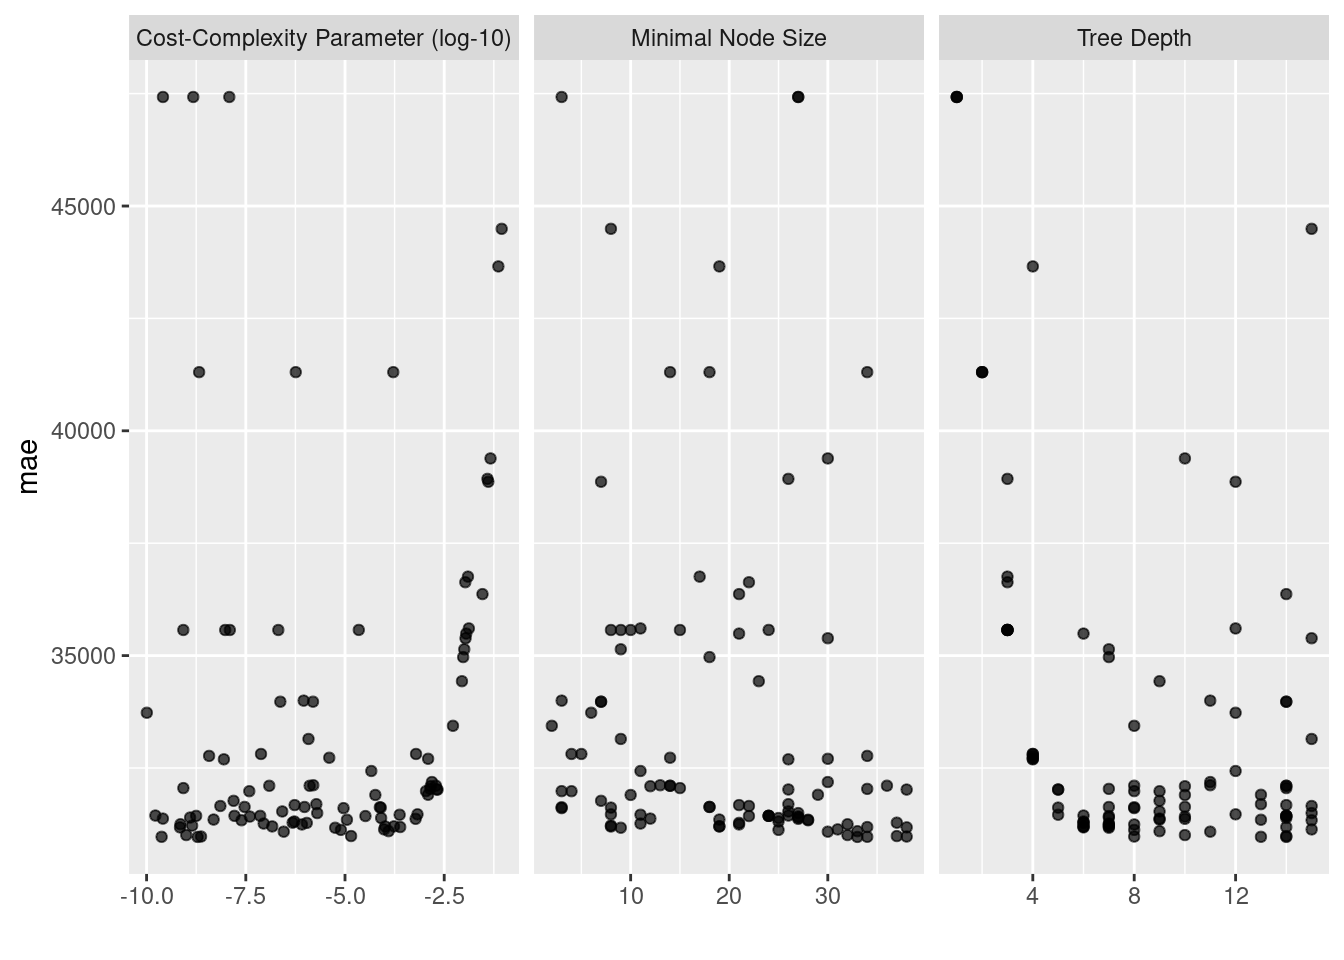 Cost-Complexity Parameter (log-10)
Minimal Node Size
Tree Depth
mae
45000
40000
35000
-10.0 -7.5 -5.0 -2.5
10 20 30
4 8 12